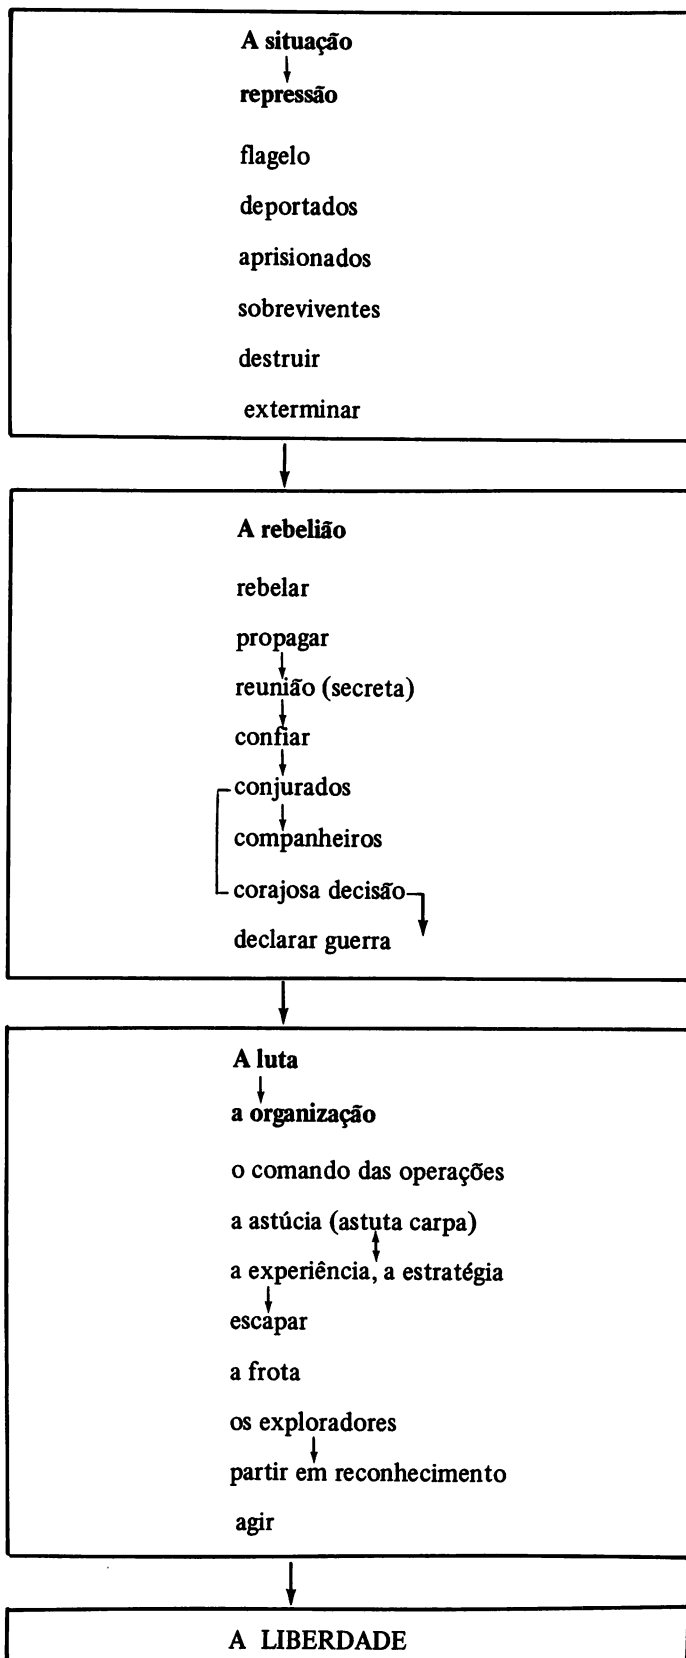 A situação
repressão
flagelo
deportados
aprisionados
sobreviventes
destruir
exterminar
A rebelião
rebelar
propagar
reunião (secreta)
confiar
conjurados
companheiros
corajosa decisão
declarar guerra
A luta
a organização
o comando das operações
a astúcia (astuta carpa)
a experiência, a estratégia
escapar
a frota
os exploradores
partir em reconhecimento
agir
A LIBERDADE